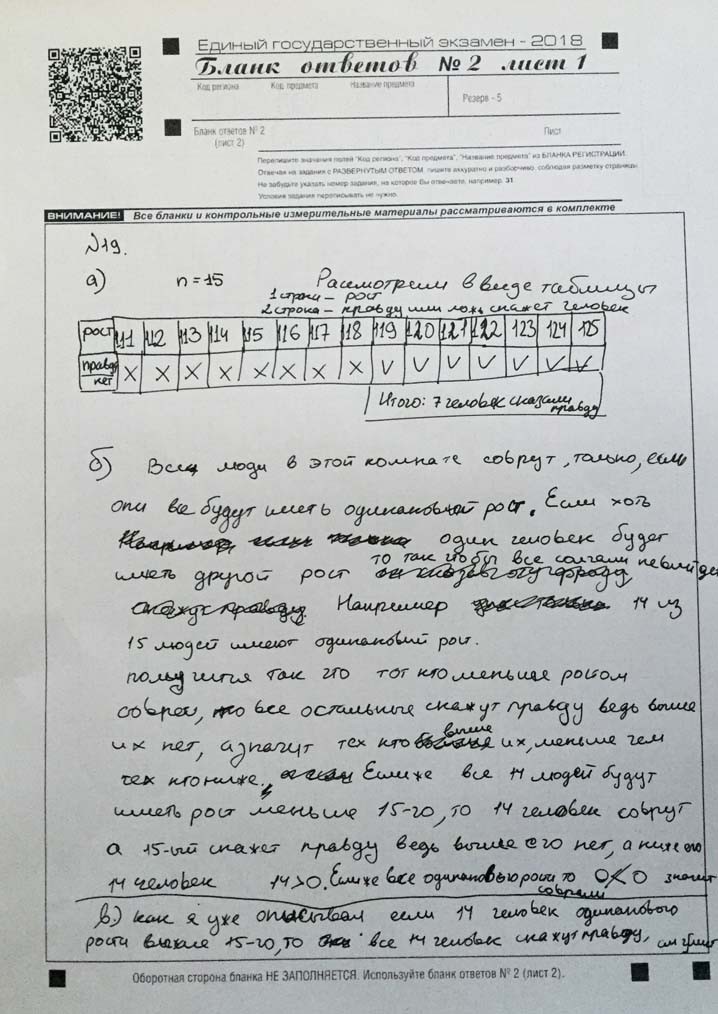 Единый государственный экзамен - 2018
Бланк ответов № 2 лист 1
Код региона Код предмета Название предмета
Резерв - 5
Бланк ответов № 2
(лист 2)
Лист
Перепишите значения полей "Код региона", "Код предмета", "Название предмета" из БЛАНКА РЕГИСТРАЦИИ.
Отвечая на задания с РАЗВЕРНУТЫМ ОТВЕТОМ, пишите аккуратно и разборчиво, соблюдая разметку страницы.
Не забудьте указать номер задания, на которое Вы отвечаете, например, 31
Условия задания переписывать не нужно.
ВНИМАНИЕ! Все бланки и контрольные измерительные материалы рассматриваются в комплекте
№19.
а) n = 15 Рассмотрим в виде таблицы
1 строка – рост
2 строка – правду или ложь скажет человек
рост 111 112 113 114 115 116 117 118 119 120 121 122 123 124 125
правда нет X X X X X X X X V V V V V V V
Итого: 7 человек сказали правду
б) Все люди в этой комнате соврут, только, если
они все будут иметь одинаковый рост. Если хоть
один человек будет
иметь другой рост то так чтобы все солгали не выйдет
Например 14 из
15 людей имеют одинаковый рост.
получится так что тот кто меньше ростом
соврет, все остальные скажут правду ведь выше
их нет, а значит тех кто выше их, меньше чем
тех кто ниже. Если же все 14 людей будут
иметь рост меньше 15-го, то 14 человек соврут
а 15-ый скажет правду ведь выше его нет, а ниже его
14 человек 14>0. Если же все одинаковы ростом то 0<0 значит
соврали
в) как я уже описывал если 14 человек одинакового
роста выше 15-го, то все 14 человек скажут правду,
Оборотная сторона бланка НЕ ЗАПОЛНЯЕТСЯ. Используйте бланк ответов № 2 (лист 2).